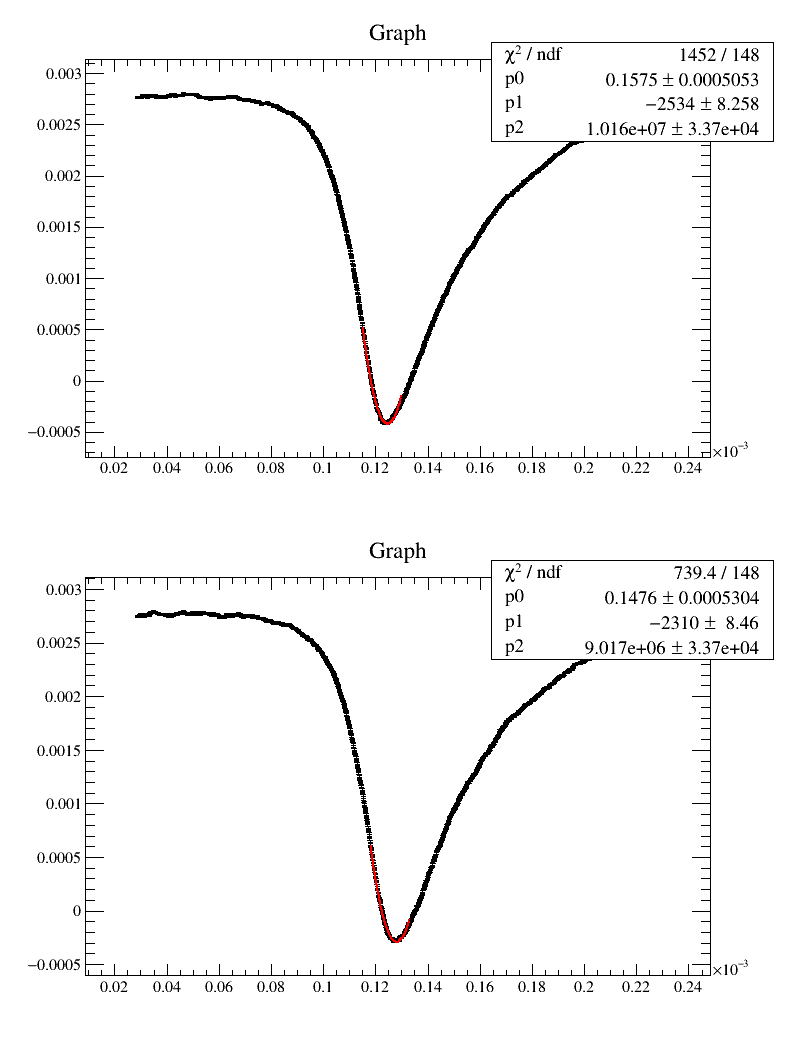 Graph
χ² / ndf 1452 / 148
p0 0.1575 ± 0.0005053
p1 −2534 ± 8.258
p2 1.016e+07 ± 3.37e+04
0.003
0.0025
0.002
0.0015
0.001
0.0005
0
−0.0005
×10⁻³
0.02 0.04 0.06 0.08 0.1 0.12 0.14 0.16 0.18 0.2 0.22 0.24
Graph
χ² / ndf 739.4 / 148
p0 0.1476 ± 0.0005304
p1 −2310 ± 8.46
p2 9.017e+06 ± 3.37e+04
0.003
0.0025
0.002
0.0015
0.001
0.0005
0
−0.0005
×10⁻³
0.02 0.04 0.06 0.08 0.1 0.12 0.14 0.16 0.18 0.2 0.22 0.24